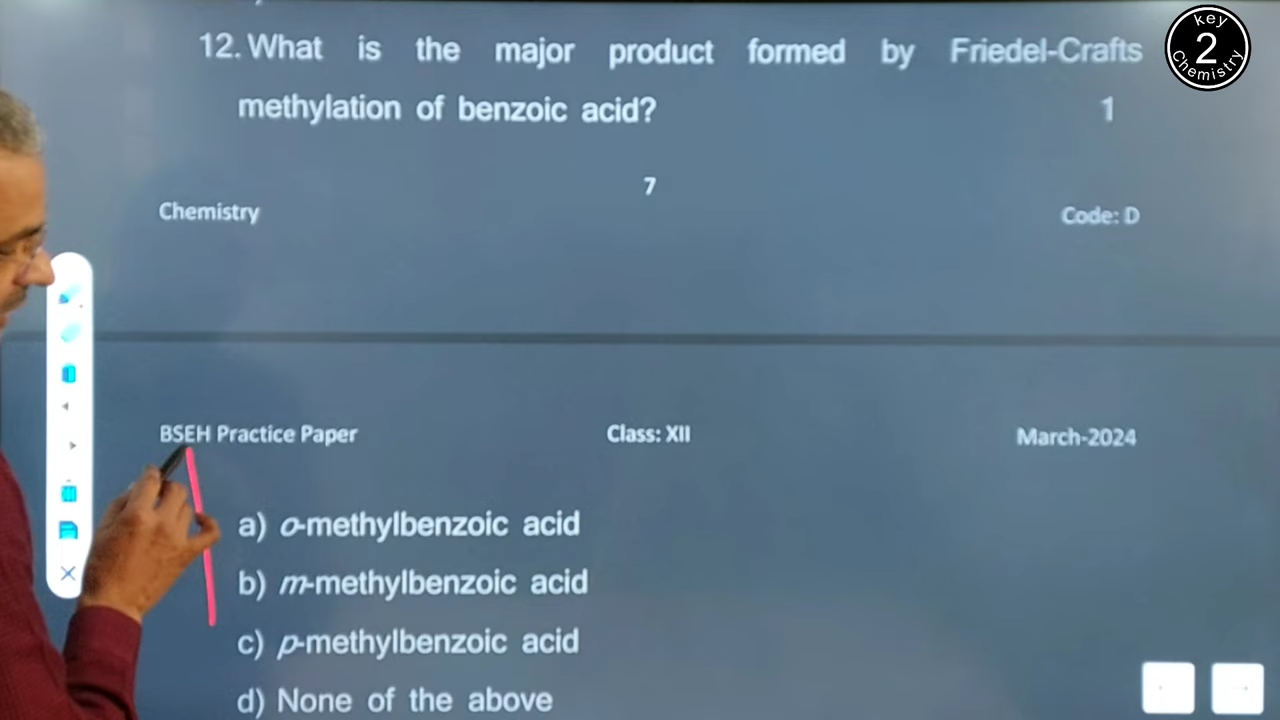 key
2
Chemistry
12. What is the major product formed by Friedel-Crafts
methylation of benzoic acid? 1
7
Chemistry Code: D
BSEH Practice Paper Class: XII March-2024
a) o-methylbenzoic acid
b) m-methylbenzoic acid
c) p-methylbenzoic acid
d) None of the above